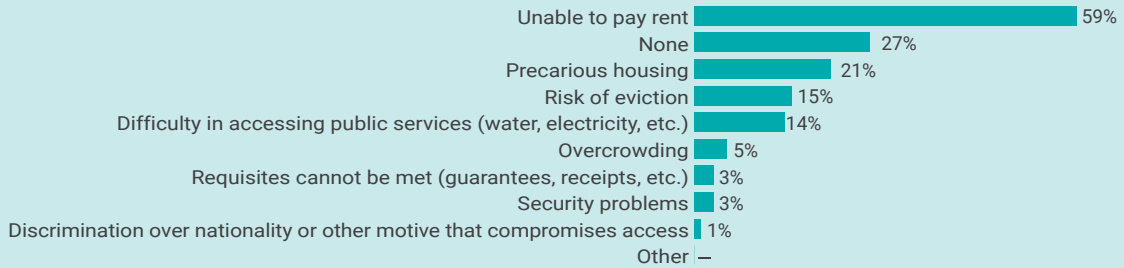 Unable to pay rent 59%
None 27%
Precarious housing 21%
Risk of eviction 15%
Difficulty in accessing public services (water, electricity, etc.) 14%
Overcrowding 5%
Requisites cannot be met (guarantees, receipts, etc.) 3%
Security problems 3%
Discrimination over nationality or other motive that compromises access 1%
Other —